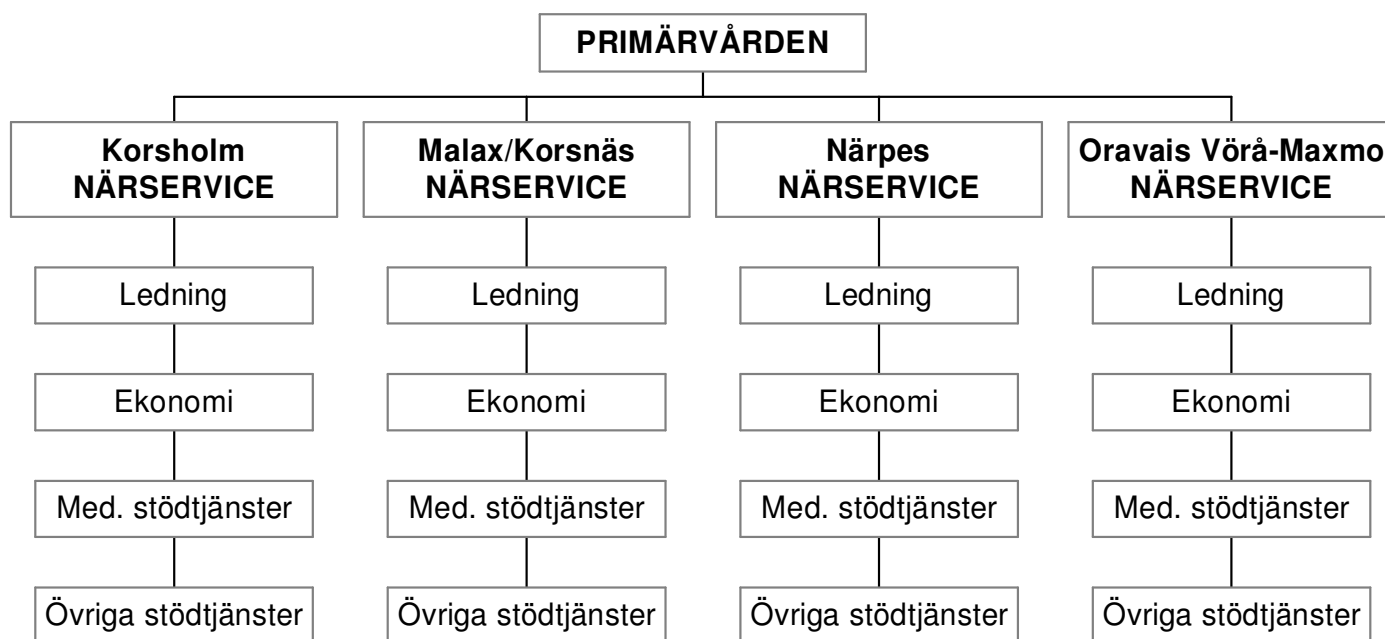 PRIMÄRVÅRDEN
Korsholm
NÄRSERVICE
Malax/Korsnäs
NÄRSERVICE
Närpes
NÄRSERVICE
Oravais Vörå-Maxmo
NÄRSERVICE
Ledning
Ledning
Ledning
Ledning
Ekonomi
Ekonomi
Ekonomi
Ekonomi
Med. stödtjänster
Med. stödtjänster
Med. stödtjänster
Med. stödtjänster
Övriga stödtjänster
Övriga stödtjänster
Övriga stödtjänster
Övriga stödtjänster